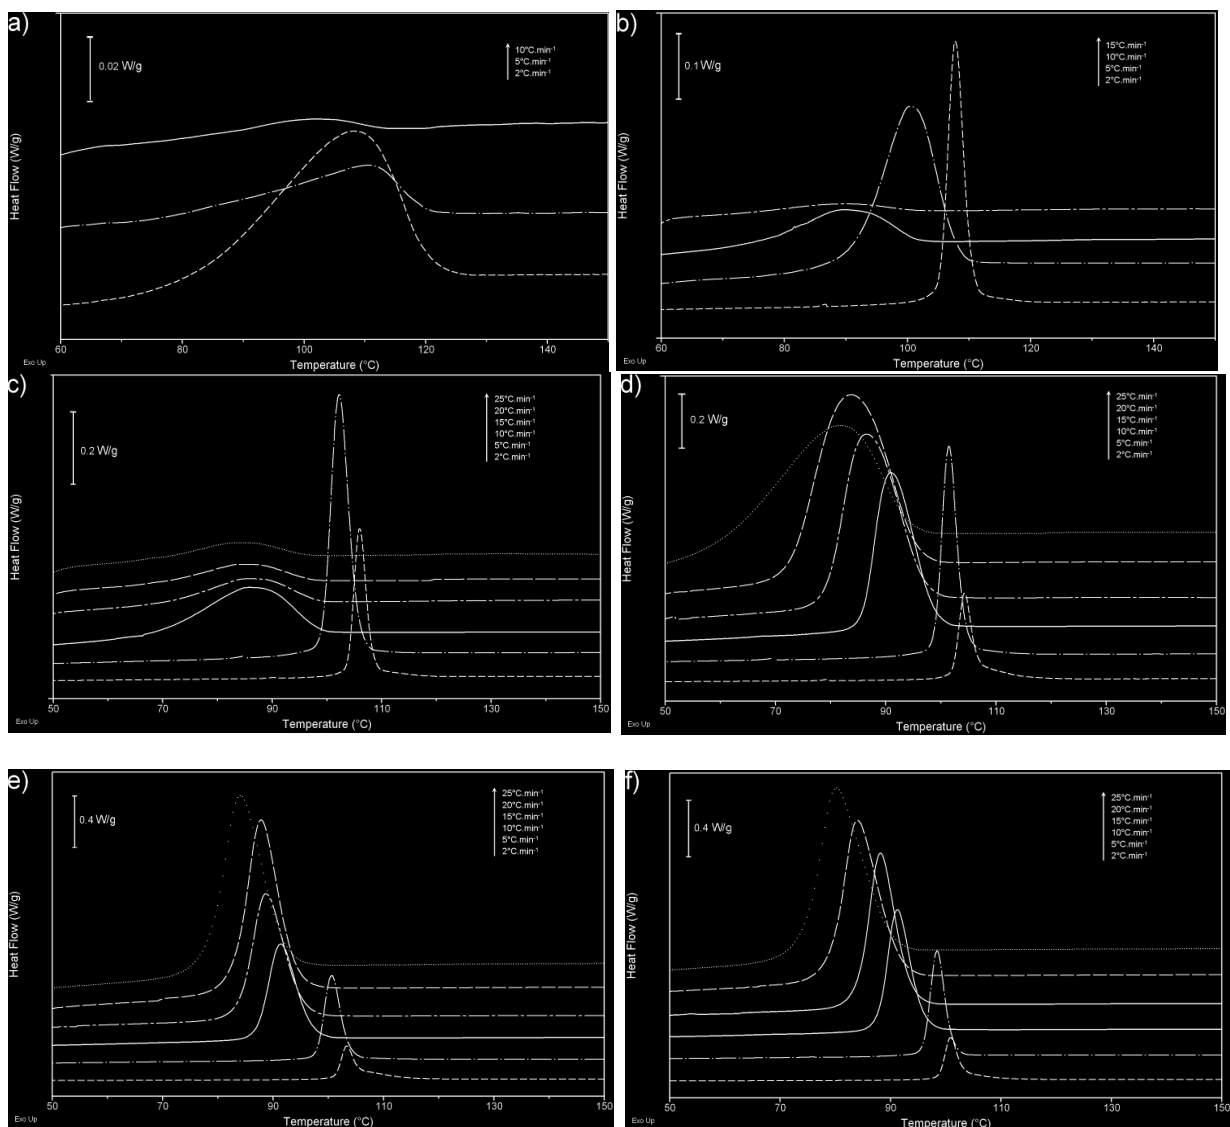 a)
0.02 W/g
10°C.min⁻¹
5°C.min⁻¹
2°C.min⁻¹
Heat Flow (W/g)
60
80
100
120
140
Exo Up
Temperature (°C)
b)
0.1 W/g
15°C.min⁻¹
10°C.min⁻¹
5°C.min⁻¹
2°C.min⁻¹
Heat Flow (W/g)
60
80
100
120
140
Exo Up
Temperature (°C)
c)
0.2 W/g
25°C.min⁻¹
20°C.min⁻¹
15°C.min⁻¹
10°C.min⁻¹
5°C.min⁻¹
2°C.min⁻¹
Heat Flow (W/g)
50
70
90
110
130
150
Exo Up
Temperature (°C)
d)
0.2 W/g
25°C.min⁻¹
20°C.min⁻¹
15°C.min⁻¹
10°C.min⁻¹
5°C.min⁻¹
2°C.min⁻¹
Heat Flow (W/g)
50
70
90
110
130
150
Exo Up
Temperature (°C)
e)
0.4 W/g
25°C.min⁻¹
20°C.min⁻¹
15°C.min⁻¹
10°C.min⁻¹
5°C.min⁻¹
2°C.min⁻¹
Heat Flow (W/g)
50
70
90
110
130
150
Exo Up
Temperature (°C)
f)
0.4 W/g
25°C.min⁻¹
20°C.min⁻¹
15°C.min⁻¹
10°C.min⁻¹
5°C.min⁻¹
2°C.min⁻¹
Heat Flow (W/g)
50
70
90
110
130
150
Exo Up
Temperature (°C)